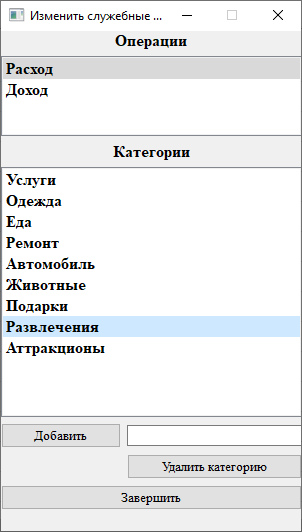 Изменить служебные ...
Операции
Расход
Доход
Категории
Услуги
Одежда
Еда
Ремонт
Автомобиль
Животные
Подарки
Развлечения
Аттракционы
Добавить
Удалить категорию
Завершить